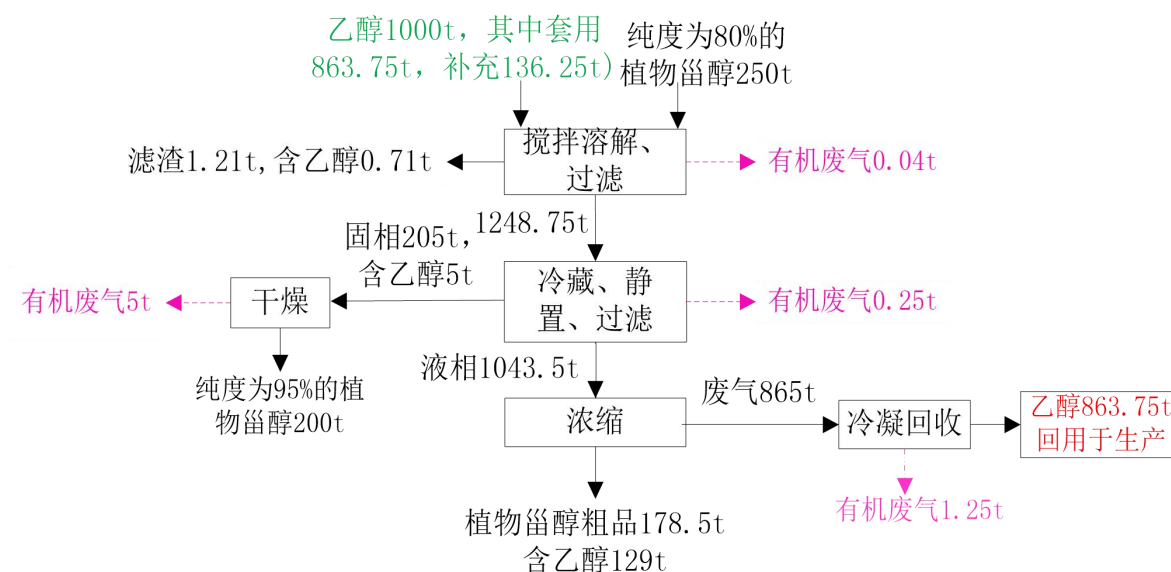 乙醇1000t，其中套用
863.75t，补充136.25t)
纯度为80%的
植物甾醇250t
搅拌溶解、
过滤
滤渣1.21t,含乙醇0.71t
有机废气0.04t
1248.75t
固相205t，
含乙醇5t
冷藏、静
置、过滤
有机废气0.25t
干燥
有机废气5t
纯度为95%的植
物甾醇200t
液相1043.5t
浓缩
废气865t
冷凝回收
乙醇863.75t
回用于生产
有机废气1.25t
植物甾醇粗品178.5t
含乙醇129t